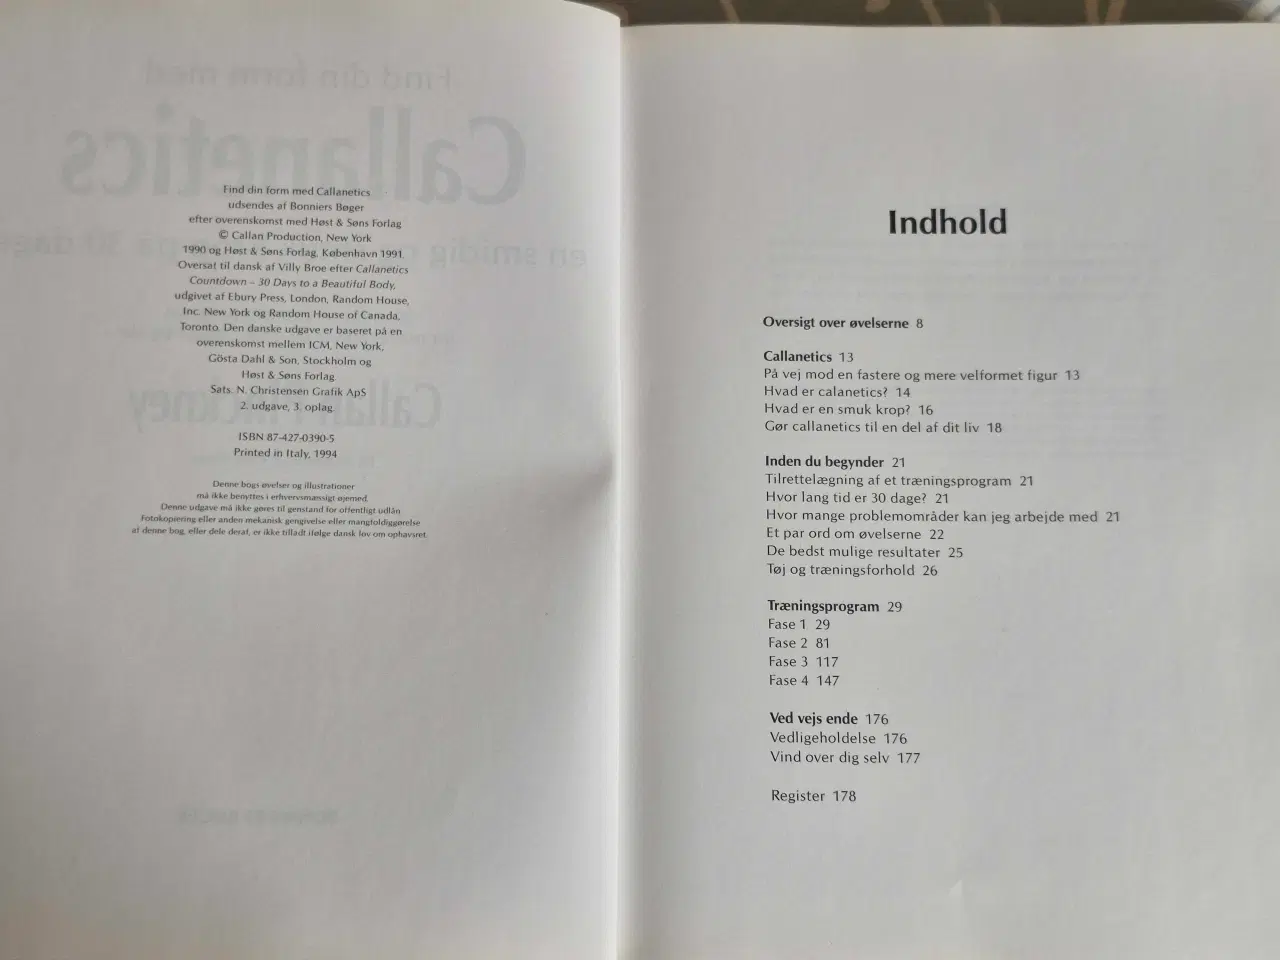 Find din form med Callanetics
udsendes af Bonniers Bøger
efter overenskomst med Høst & Søns Forlag
© Callan Production, New York
1990 og Høst & Søns Forlag, København 1991.
Oversat til dansk af Villy Broe efter Callanetics
Countdown – 30 Days to a Beautiful Body,
udgivet af Ebury Press, London, Random House,
Inc. New York og Random House of Canada,
Toronto. Den danske udgave er baseret på en
overenskomst mellem ICM, New York,
Gösta Dahl & Son, Stockholm og
Høst & Søns Forlag.
Sats: N. Christensen Grafik ApS
2. udgave, 3. oplag.
ISBN 87-427-0390-5
Printed in Italy, 1994
Denne bogs øvelser og illustrationer
må ikke benyttes i erhvervsmæssigt øjemed.
Denne udgave må ikke gøres til genstand for offentligt udlån
Fotokopiering eller anden mekanisk gengivelse eller mangfoldiggørelse
af denne bog, eller dele deraf, er ikke tilladt ifølge dansk lov om ophavsret.
Indhold
Oversigt over øvelserne 8
Callanetics 13
På vej mod en fastere og mere velformet figur 13
Hvad er calanetics? 14
Hvad er en smuk krop? 16
Gør callanetics til en del af dit liv 18
Inden du begynder 21
Tilrettelægning af et træningsprogram 21
Hvor lang tid er 30 dage? 21
Hvor mange problemområder kan jeg arbejde med 21
Et par ord om øvelserne 22
De bedst mulige resultater 25
Tøj og træningsforhold 26
Træningsprogram 29
Fase 1 29
Fase 2 81
Fase 3 117
Fase 4 147
Ved vejs ende 176
Vedligeholdelse 176
Vind over dig selv 177
Register 178